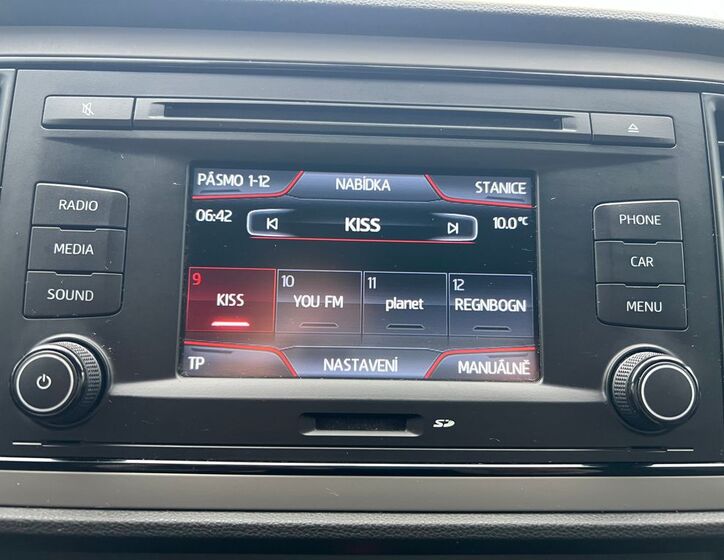 PÁSMO 1-12 NABÍDKA STANICE
06:42 KISS 10.0°C
9 10 11 12
KISS YOU FM planet REGNBOGN
TP NASTAVENÍ MANUÁLNĚ
RADIO
MEDIA
SOUND
PHONE
CAR
MENU
SD